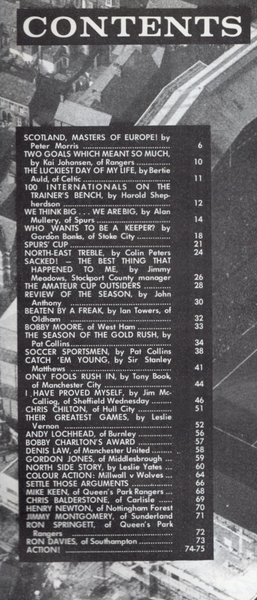 CONTENTS
SCOTLAND, MASTERS OF EUROPE! by
Peter Morris ... 6
TWO GOALS WHICH MEANT SO MUCH,
by Kai Johansen, of Rangers ... 10
THE LUCKIEST DAY OF MY LIFE, by Bertie
Auld, of Celtic ... 11
100 INTERNATIONALS ON THE
TRAINER'S BENCH, by Harold Shep-
herdson ... 12
WE THINK BIG . . . WE ARE BIG, by Alan
Mullery, of Spurs ... 14
WHO WANTS TO BE A KEEPER? by
Gordon Banks, of Stoke City ... 18
SPURS' CUP ... 21
NORTH-EAST TREBLE, by Colin Peters 24
SACKED! - THE BEST THING THAT
HAPPENED TO ME, by Jimmy
Meadows, Stockport County manager 26
THE AMATEUR CUP OUTSIDERS ... 28
REVIEW OF THE SEASON, by John
Anthony ... 30
BEATEN BY A FREAK, by Ian Towers, of
Oldham ... 32
BOBBY MOORE, of West Ham ... 33
THE SEASON OF THE GOLD RUSH, by
Pat Collins ... 34
SOCCER SPORTSMEN, by Pat Collins 38
CATCH 'EM YOUNG, by Sir Stanley
Matthews ... 41
ONLY FOOLS RUSH IN, by Tony Book,
of Manchester City ... 44
I HAVE PROVED MYSELF, by Jim Mc-
Calliog, of Sheffield Wednesday ... 46
CHRIS CHILTON, of Hull City ... 51
THEIR GREATEST GAMES, by Leslie
Vernon ... 52
ANDY LOCHHEAD, of Burnley ... 56
BOBBY CHARLTON'S AWARD ... 57
DENIS LAW, of Manchester United ... 58
GORDON JONES, of Middlesbrough ... 59
NORTH SIDE STORY, by Leslie Yates ... 60
COLOUR ACTION: Millwall v Wolves ... 64
SETTLE THOSE ARGUMENTS ... 66
MIKE KEEN, of Queen's Park Rangers ... 68
CHRIS BALDERSTONE, of Carlisle ... 69
HENRY NEWTON, of Nottingham Forest 70
JIMMY MONTGOMERY, of Sunderland 71
RON SPRINGETT, of Queen's Park
Rangers ... 72
RON DAVIES, of Southampton ... 73
ACTION! ... 74-75